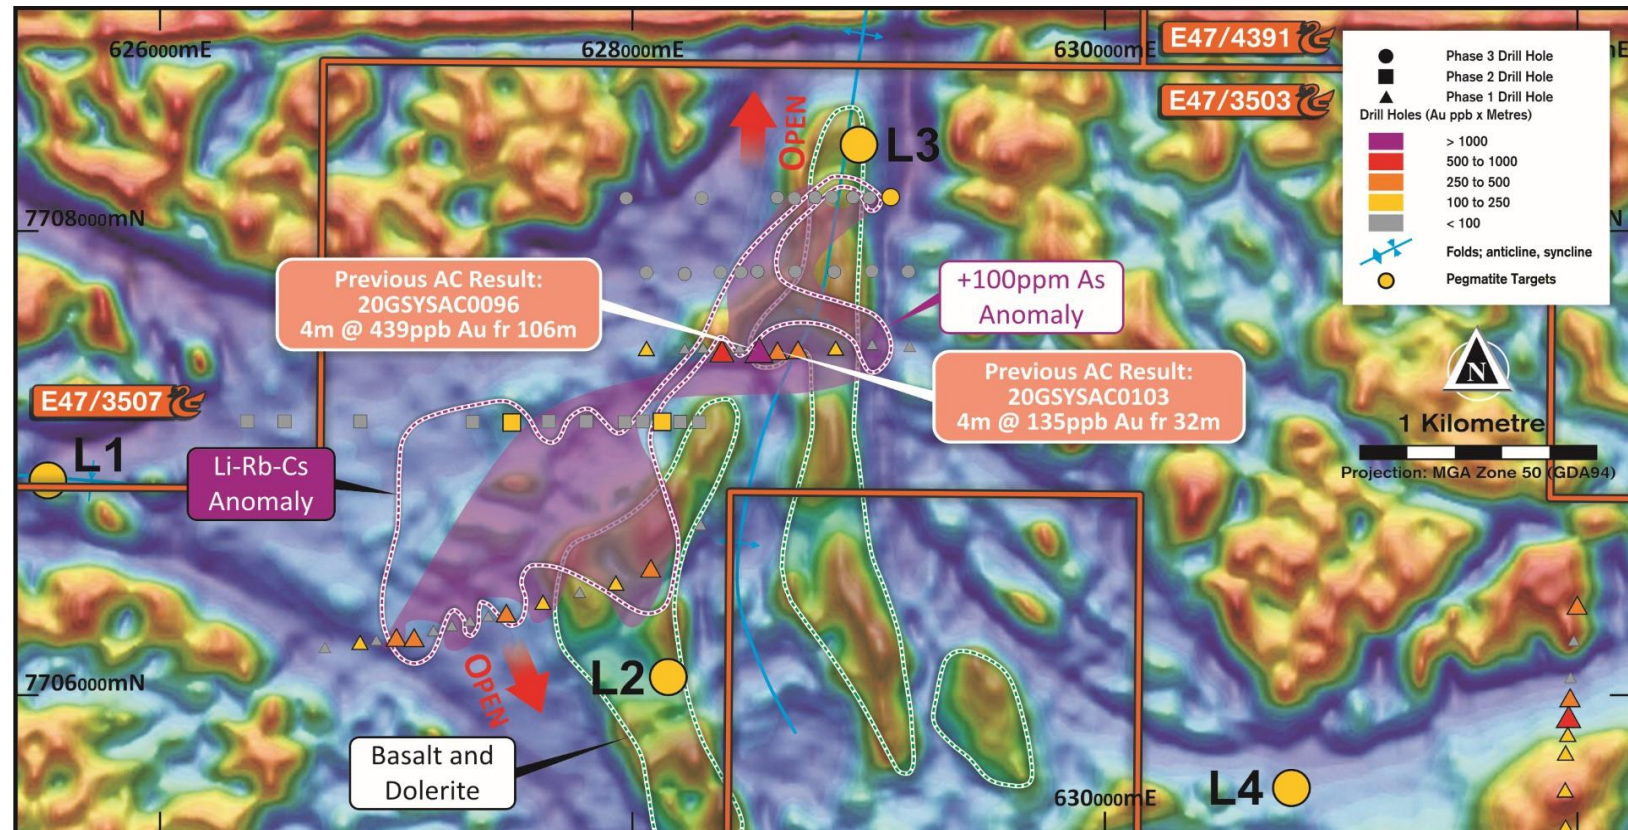 626000mE
628000mE
630000mE
E47/4391
mE
E47/3503
Phase 3 Drill Hole
Phase 2 Drill Hole
Phase 1 Drill Hole
Drill Holes (Au ppb x Metres)
> 1000
500 to 1000
250 to 500
100 to 250
< 100
Folds; anticline, syncline
Pegmatite Targets
OPEN
L3
7708000mN
N
Previous AC Result:
20GSYSAC0096
4m @ 439ppb Au fr 106m
+100ppm As
Anomaly
Previous AC Result:
20GSYSAC0103
4m @ 135ppb Au fr 32m
N
1 Kilometre
Projection: MGA Zone 50 (GDA94)
E47/3507
L1
Li-Rb-Cs
Anomaly
OPEN
L2
7706000mN
Basalt and
Dolerite
630000mE
L4